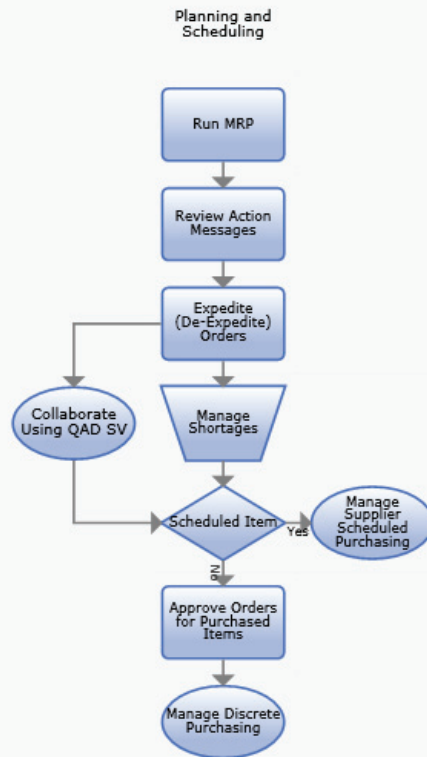 Planning and
Scheduling
Run MRP
Review Action
Messages
Expedite
(De-Expedite)
Orders
Collaborate
Using QAD SV
Manage
Shortages
Scheduled Item
Yes
Manage
Supplier
Scheduled
Purchasing
No
Approve Orders
for Purchased
Items
Manage Discrete
Purchasing